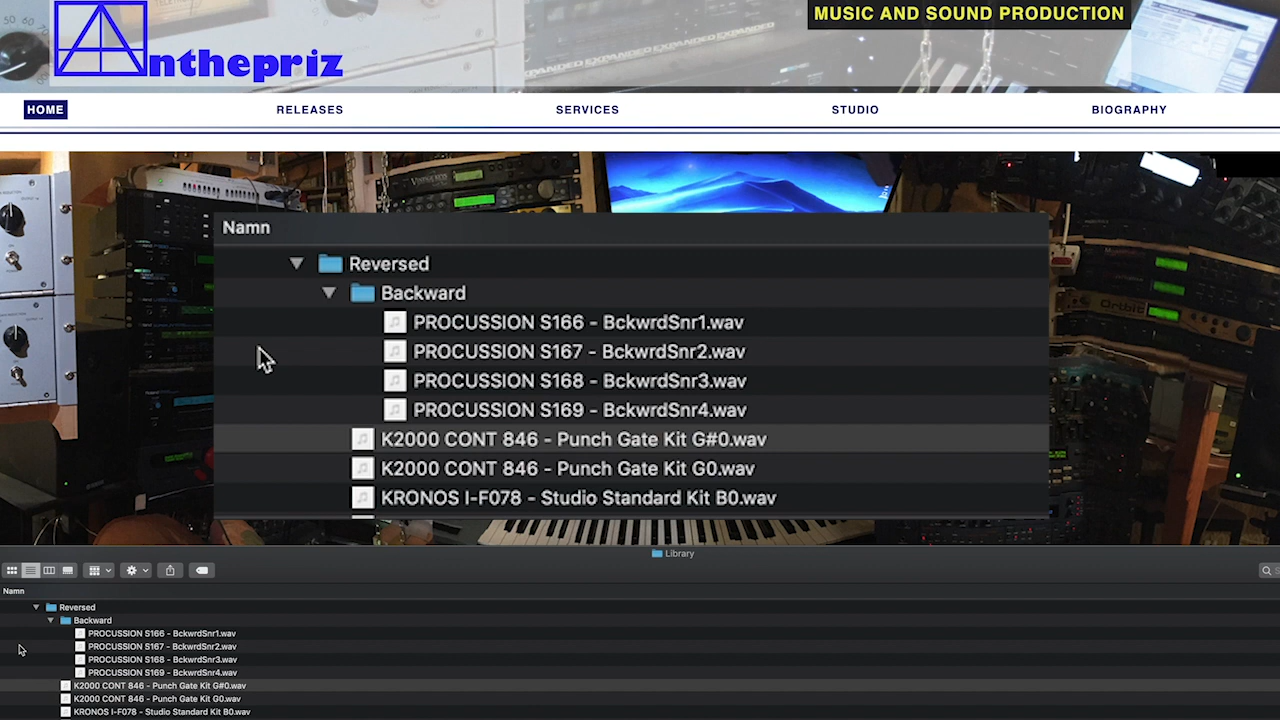 MUSIC AND SOUND PRODUCTION
Anthepriz
HOME
RELEASES
SERVICES
STUDIO
BIOGRAPHY
Namn
Reversed
Backward
PROCUSSION S166 - BckwrdSnr1.wav
PROCUSSION S167 - BckwrdSnr2.wav
PROCUSSION S168 - BckwrdSnr3.wav
PROCUSSION S169 - BckwrdSnr4.wav
K2000 CONT 846 - Punch Gate Kit G#0.wav
K2000 CONT 846 - Punch Gate Kit G0.wav
KRONOS I-F078 - Studio Standard Kit B0.wav
Orbit
Library
Namn
Reversed
Backward
PROCUSSION S166 - BckwrdSnr1.wav
PROCUSSION S167 - BckwrdSnr2.wav
PROCUSSION S168 - BckwrdSnr3.wav
PROCUSSION S169 - BckwrdSnr4.wav
K2000 CONT 846 - Punch Gate Kit G#0.wav
K2000 CONT 846 - Punch Gate Kit G0.wav
KRONOS I-F078 - Studio Standard Kit B0.wav